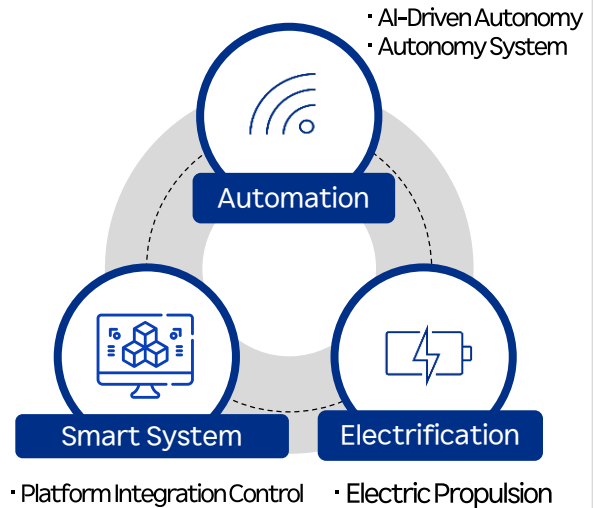 · AI-Driven Autonomy
· Autonomy System
Automation
Smart System
Electrification
· Platform Integration Control
· Electric Propulsion